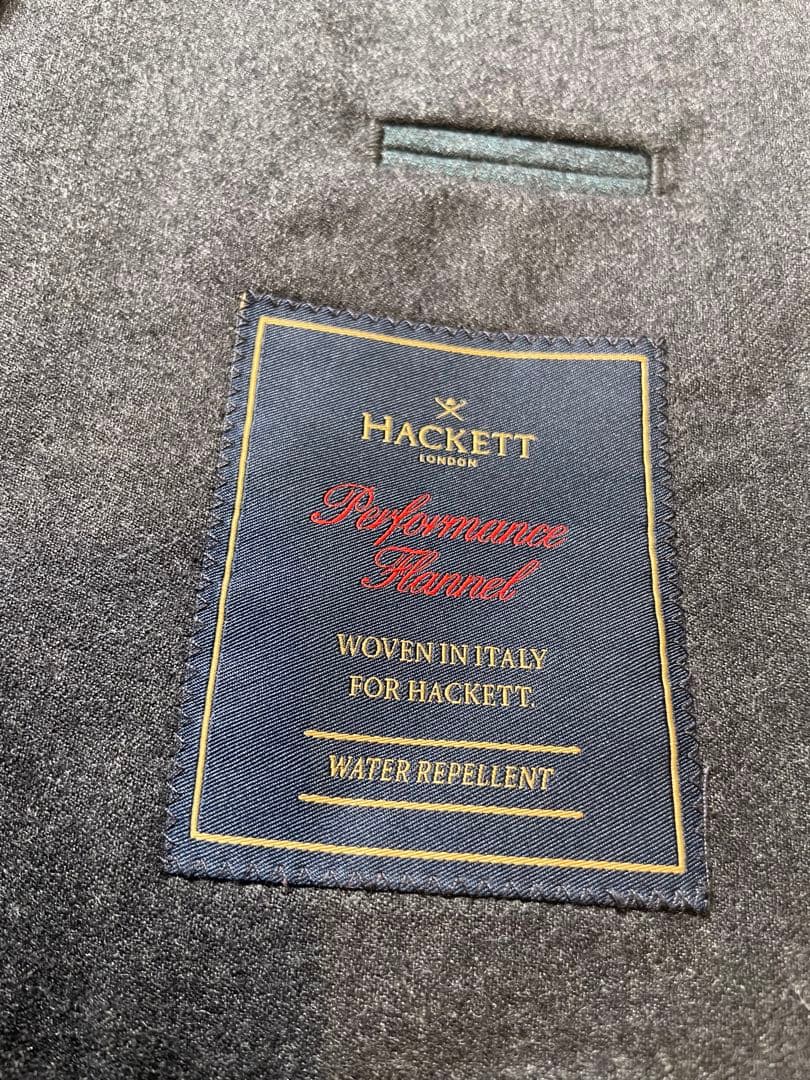 HACKETT
LONDON
Performance
Flannel
WOVEN IN ITALY
FOR HACKETT.
WATER REPELLENT